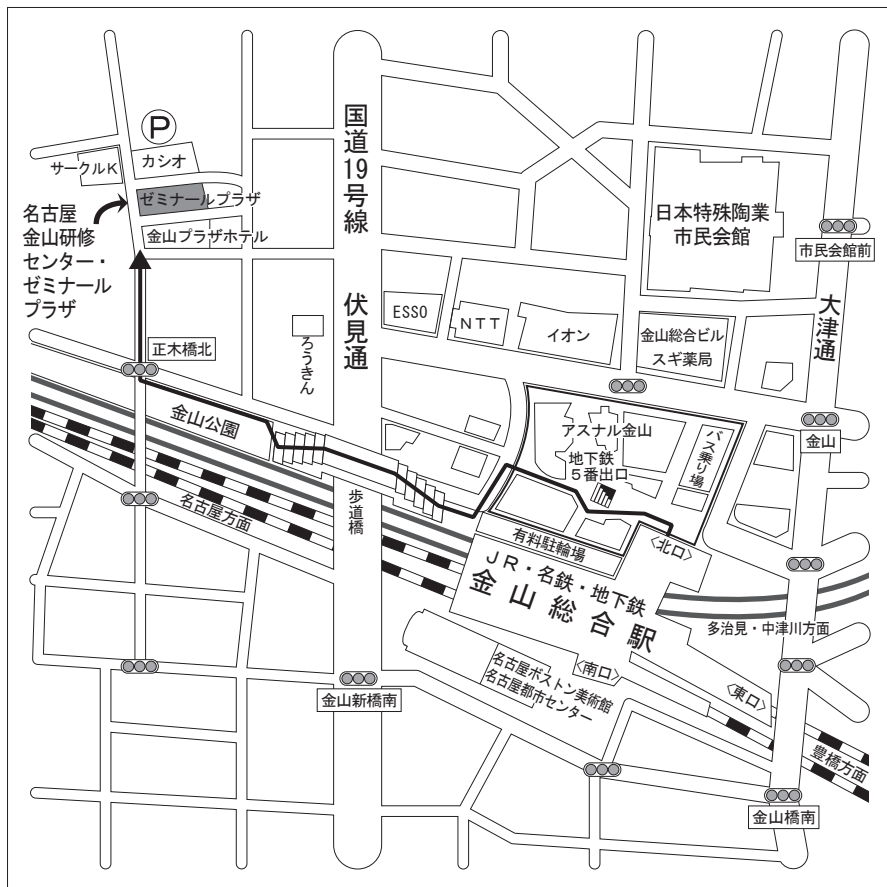 P
サークルK
カシオ
ゼミナールプラザ
金山プラザホテル
名古屋
金山研修
センター・
ゼミナール
プラザ
正木橋北
ろうきん
国道19号線
伏見通
ESSO
NTT
イオン
日本特殊陶業
市民会館
市民会館前
大津通
金山総合ビル
スギ薬局
金山
アスナル金山
地下鉄
5番出口
バス乗り場
金山公園
名古屋方面
歩道橋
有料駐輪場
〈北口〉
JR・名鉄・地下鉄
金山総合駅
多治見・中津川方面
名古屋ボストン美術館
名古屋都市センター
〈南口〉
〈東口〉
金山新橋南
豊橋方面
金山橋南